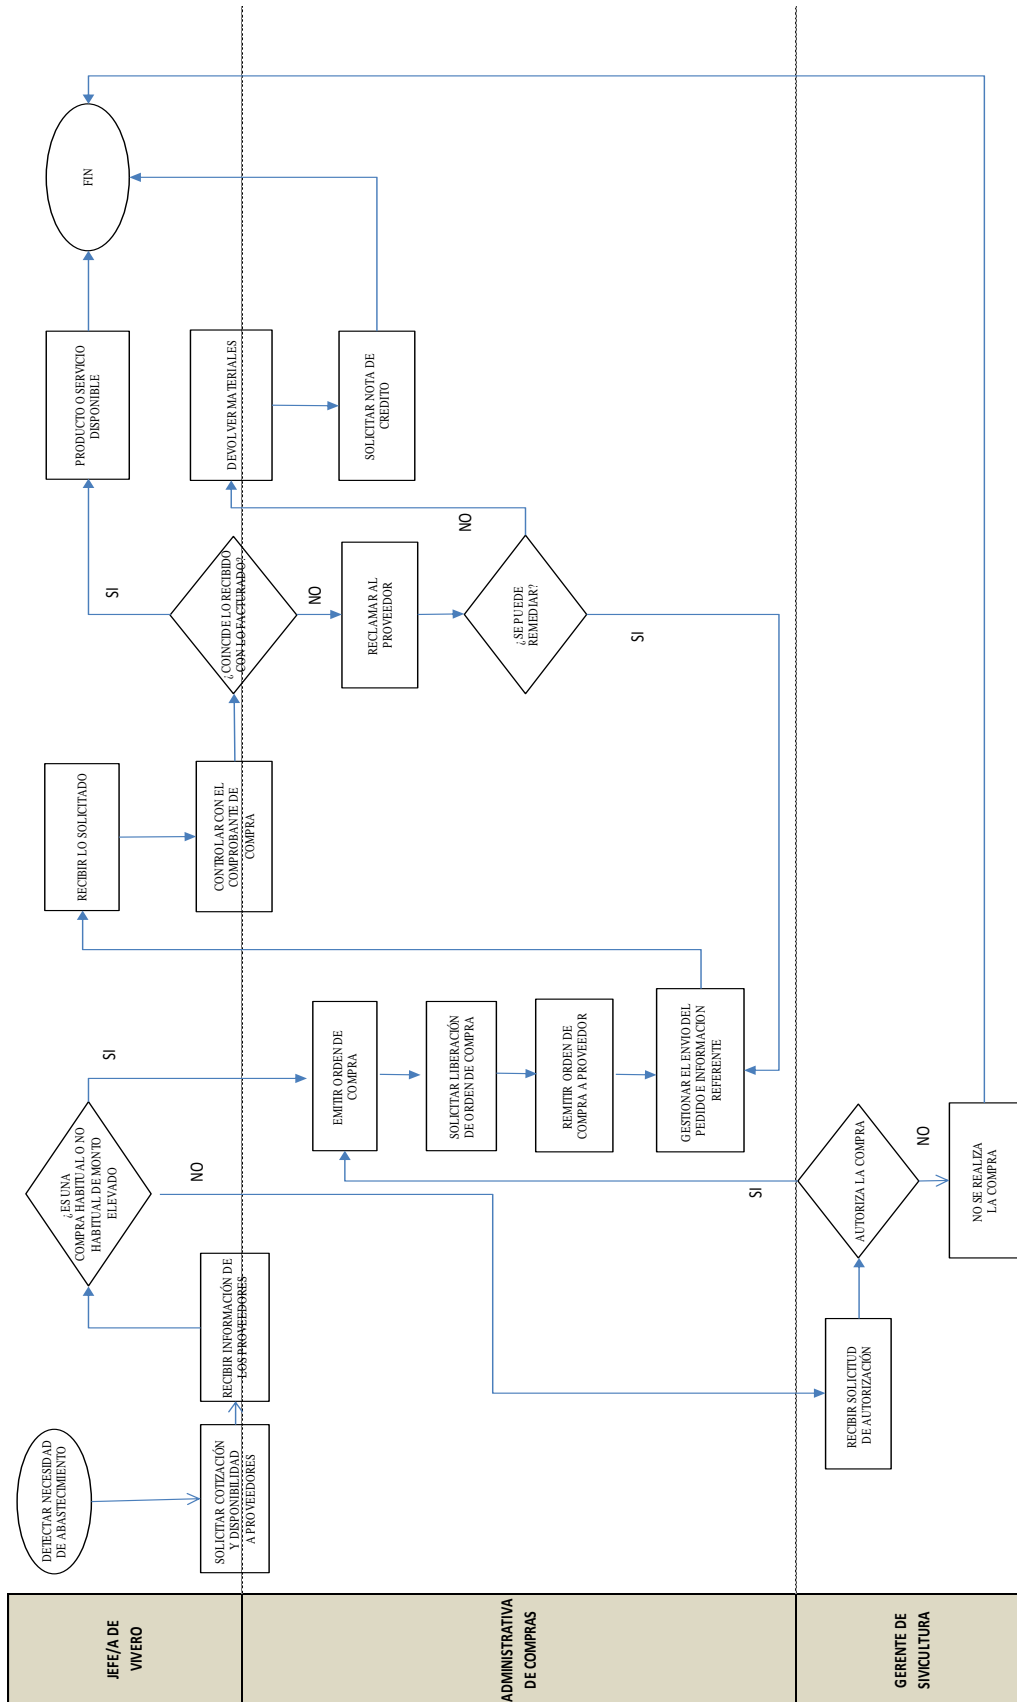 JEFE/A DE
VIVERO
DETECTAR NECESIDAD
DE ABASTECIMIENTO
SOLICITAR COTIZACIÓN
Y DISPONIBILIDAD
A PROVEEDORES
RECIBIR INFORMACIÓN DE
LOS PROVEEDORES
¿ES UNA
COMPRA HABITUAL O NO
HABITUAL DE MONTO
ELEVADO
SI
NO
RECIBIR LO SOLICITADO
CONTROLAR CON EL
COMPROBANTE DE
COMPRA
¿COINCIDE LO RECIBIDO
CON LO FACTURADO?
SI
NO
PRODUCTO O SERVICIO
DISPONIBLE
FIN
ADMINISTRATIVA
DE COMPRAS
EMITIR ORDEN DE
COMPRA
SOLICITAR LIBERACIÓN
DE ORDEN DE COMPRA
REMITIR ORDEN DE
COMPRA A PROVEEDOR
GESTIONAR EL ENVIO DEL
PEDIDO E INFORMACION
REFERENTE
RECLAMAR AL
PROVEEDOR
¿SE PUEDE
REMEDIAR?
NO
SI
DEVOLVER MATERIALES
SOLICITAR NOTA DE
CREDITO
GERENTE DE
SIVICULTURA
RECIBIR SOLICITUD
DE AUTORIZACIÓN
AUTORIZA LA COMPRA
SI
NO
NO SE REALIZA
LA COMPRA